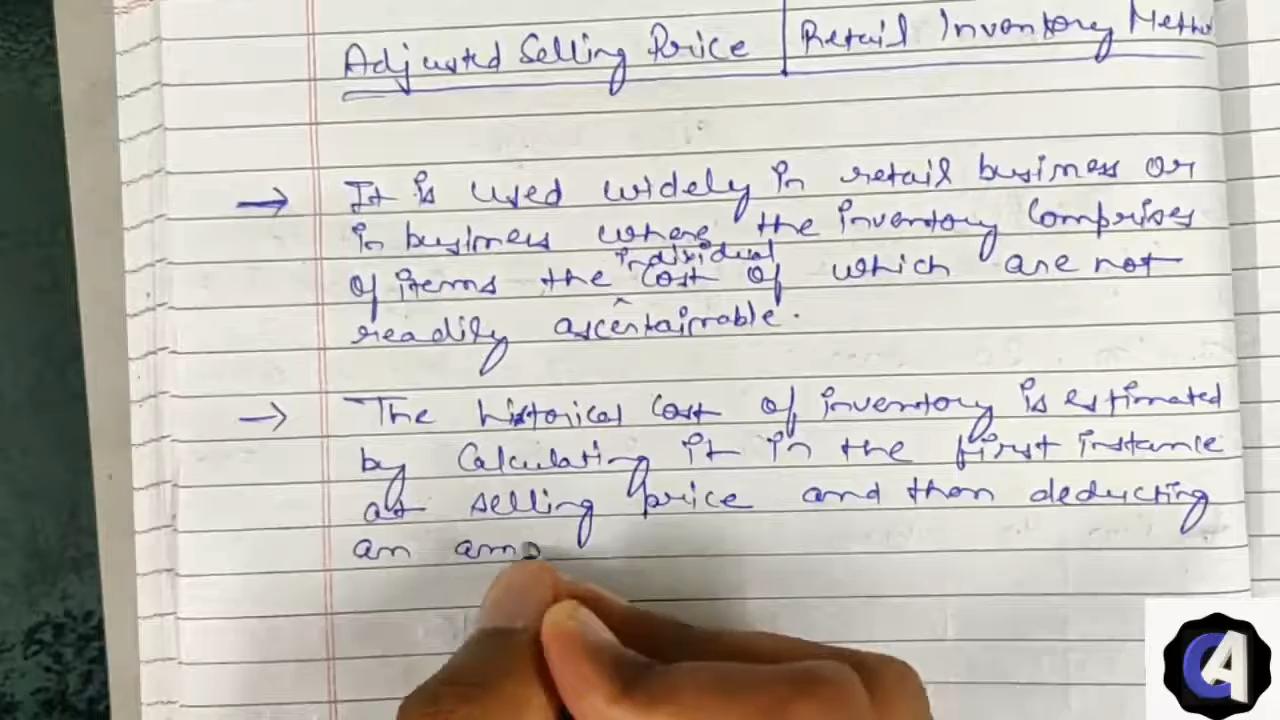 Adjusted Selling Price | Retail Inventory Metho
→ It is used widely in retail business or
in business where the inventory comprises
of items the individual cost of which are not
readily ascertainable.
→ The historical cost of inventory is estimated
by calculating it in the first instance
at selling price and then deducting
an amo
CA